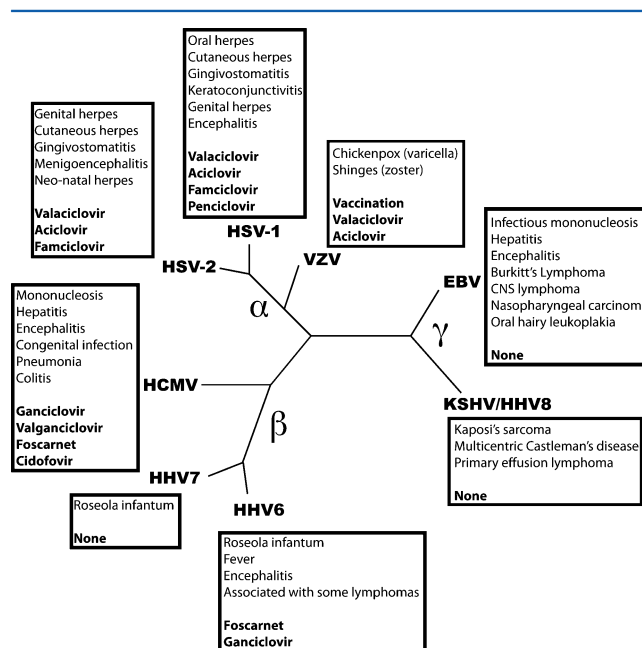 Oral herpes
Cutaneous herpes
Gingivostomatitis
Keratoconjunctivitis
Genital herpes
Encephalitis
Valaciclovir
Aciclovir
Famciclovir
Penciclovir
HSV-1
Genital herpes
Cutaneous herpes
Gingivostomatitis
Menigoencephalitis
Neo-natal herpes
Valaciclovir
Aciclovir
Famciclovir
HSV-2
Chickenpox (varicella)
Shinges (zoster)
Vaccination
Valaciclovir
Aciclovir
VZV
α
Infectious mononucleosis
Hepatitis
Encephalitis
Burkitt's Lymphoma
CNS lymphoma
Nasopharyngeal carcinom
Oral hairy leukoplakia
None
EBV
γ
KSHV/HHV8
Kaposi's sarcoma
Multicentric Castleman's disease
Primary effusion lymphoma
None
Mononucleosis
Hepatitis
Encephalitis
Congenital infection
Pneumonia
Colitis
Ganciclovir
Valganciclovir
Foscarnet
Cidofovir
HCMV
β
HHV7
Roseola infantum
None
HHV6
Roseola infantum
Fever
Encephalitis
Associated with some lymphomas
Foscarnet
Ganciclovir